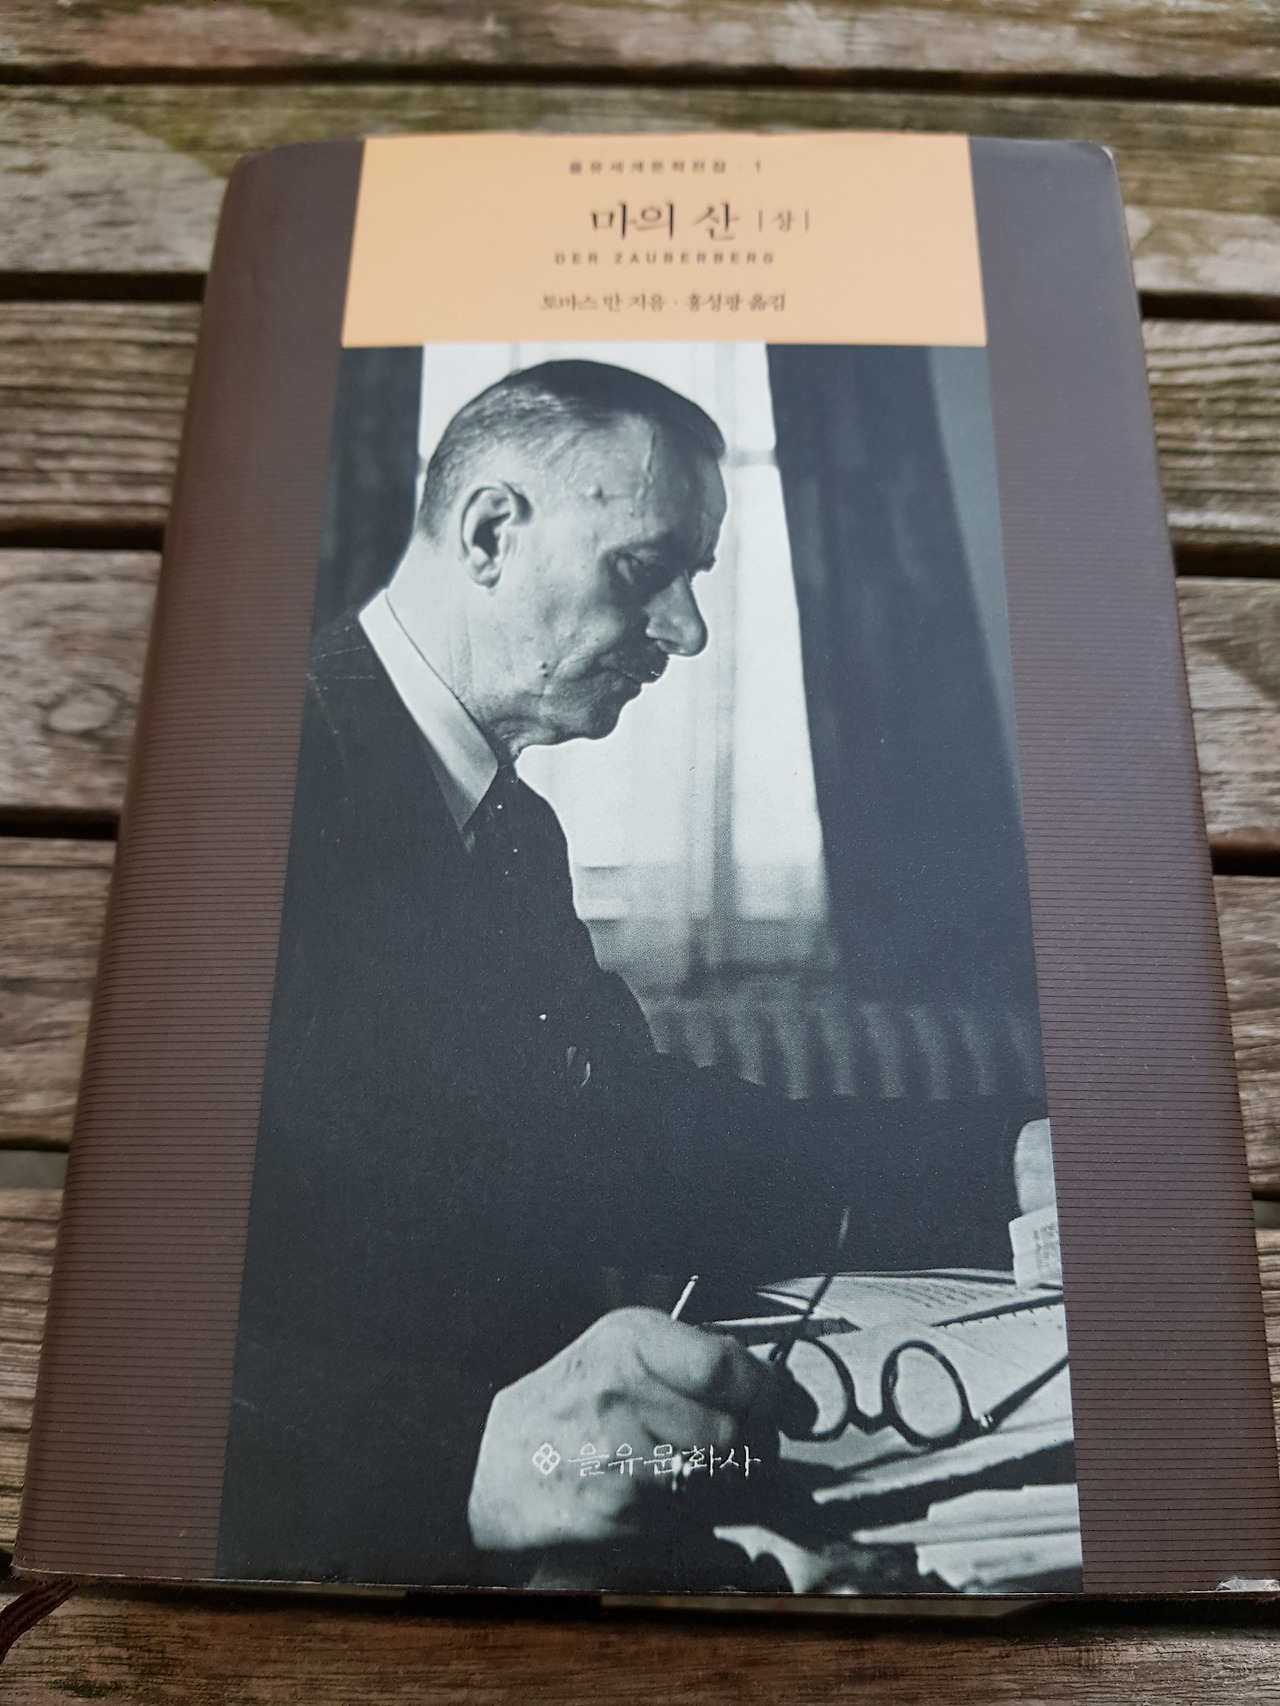 을유세계문학전집 · 1
마의 산 |상|
DER ZAUBERBERG
토마스 만 지음 · 홍성광 옮김
을유문화사